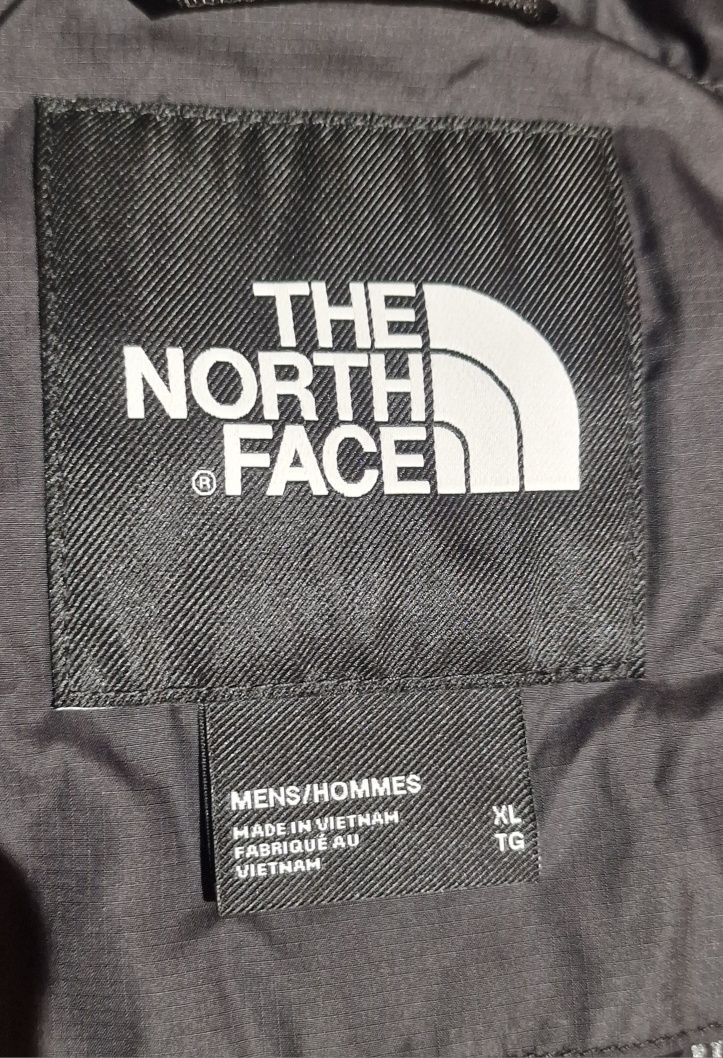 THE
NORTH
® FACE
MENS/HOMMES
MADE IN VIETNAM
FABRIQUÉ AU
VIETNAM
XL
TG